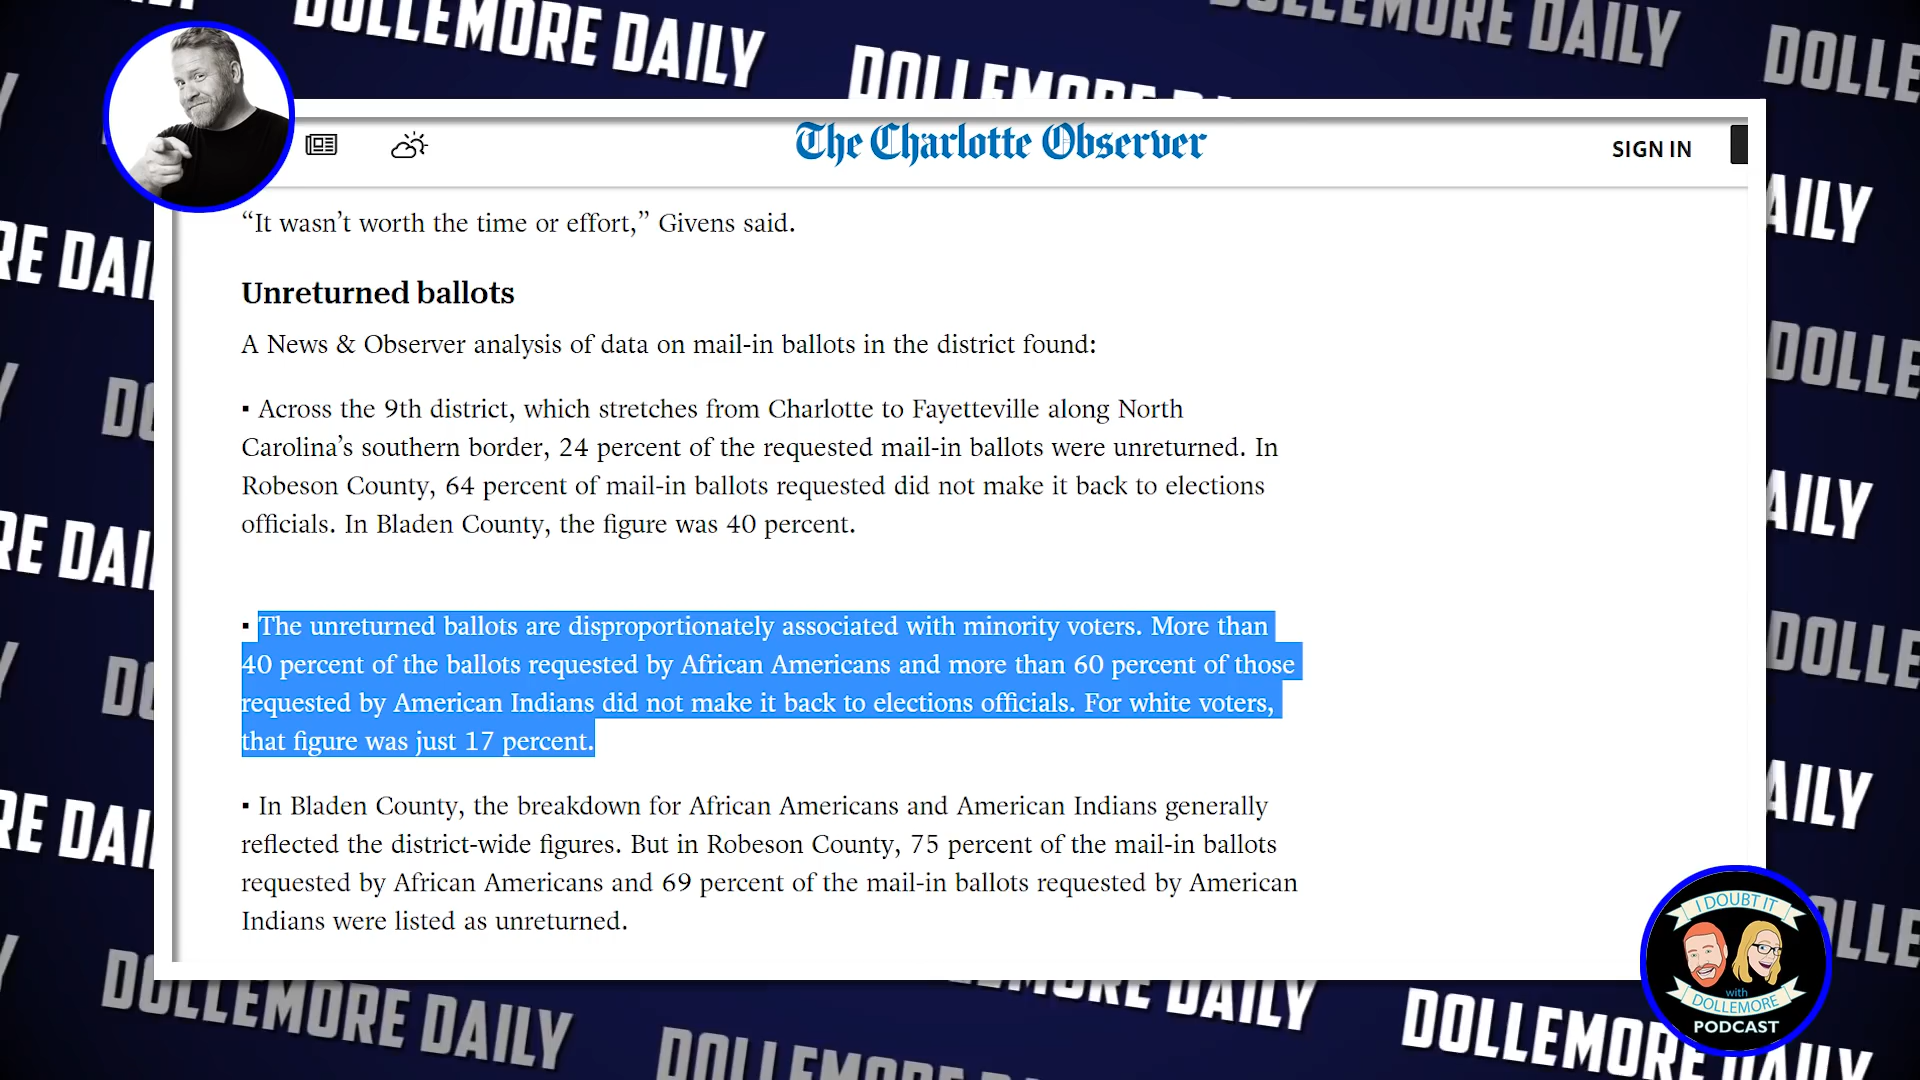 DOLLEMORE DAILY
The Charlotte Observer
SIGN IN
“It wasn’t worth the time or effort,” Givens said.
Unreturned ballots
A News & Observer analysis of data on mail-in ballots in the district found:
▪ Across the 9th district, which stretches from Charlotte to Fayetteville along North
Carolina’s southern border, 24 percent of the requested mail-in ballots were unreturned. In
Robeson County, 64 percent of mail-in ballots requested did not make it back to elections
officials. In Bladen County, the figure was 40 percent.
▪ The unreturned ballots are disproportionately associated with minority voters. More than
40 percent of the ballots requested by African Americans and more than 60 percent of those
requested by American Indians did not make it back to elections officials. For white voters,
that figure was just 17 percent.
▪ In Bladen County, the breakdown for African Americans and American Indians generally
reflected the district-wide figures. But in Robeson County, 75 percent of the mail-in ballots
requested by African Americans and 69 percent of the mail-in ballots requested by American
Indians were listed as unreturned.
I DOUBT IT
with
DOLLEMORE
PODCAST
DOLLEMORE DAILY
DOLLEMORE DAILY